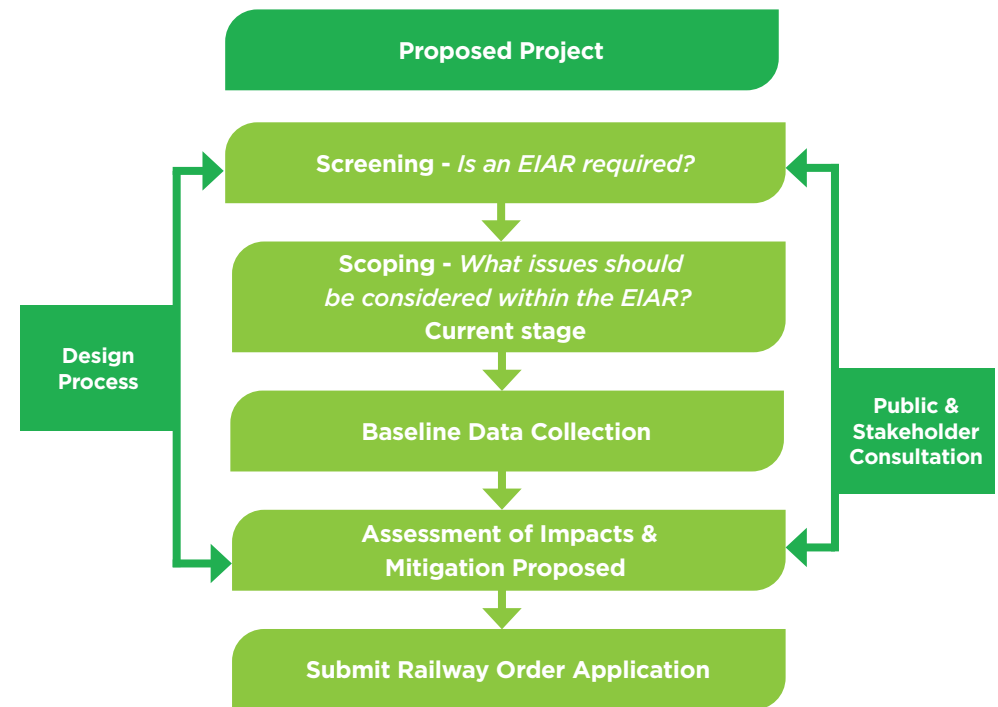 Proposed Project
Screening - Is an EIAR required?
Scoping - What issues should
be considered within the EIAR?
Current stage
Design
Process
Baseline Data Collection
Public &
Stakeholder
Consultation
Assessment of Impacts &
Mitigation Proposed
Submit Railway Order Application